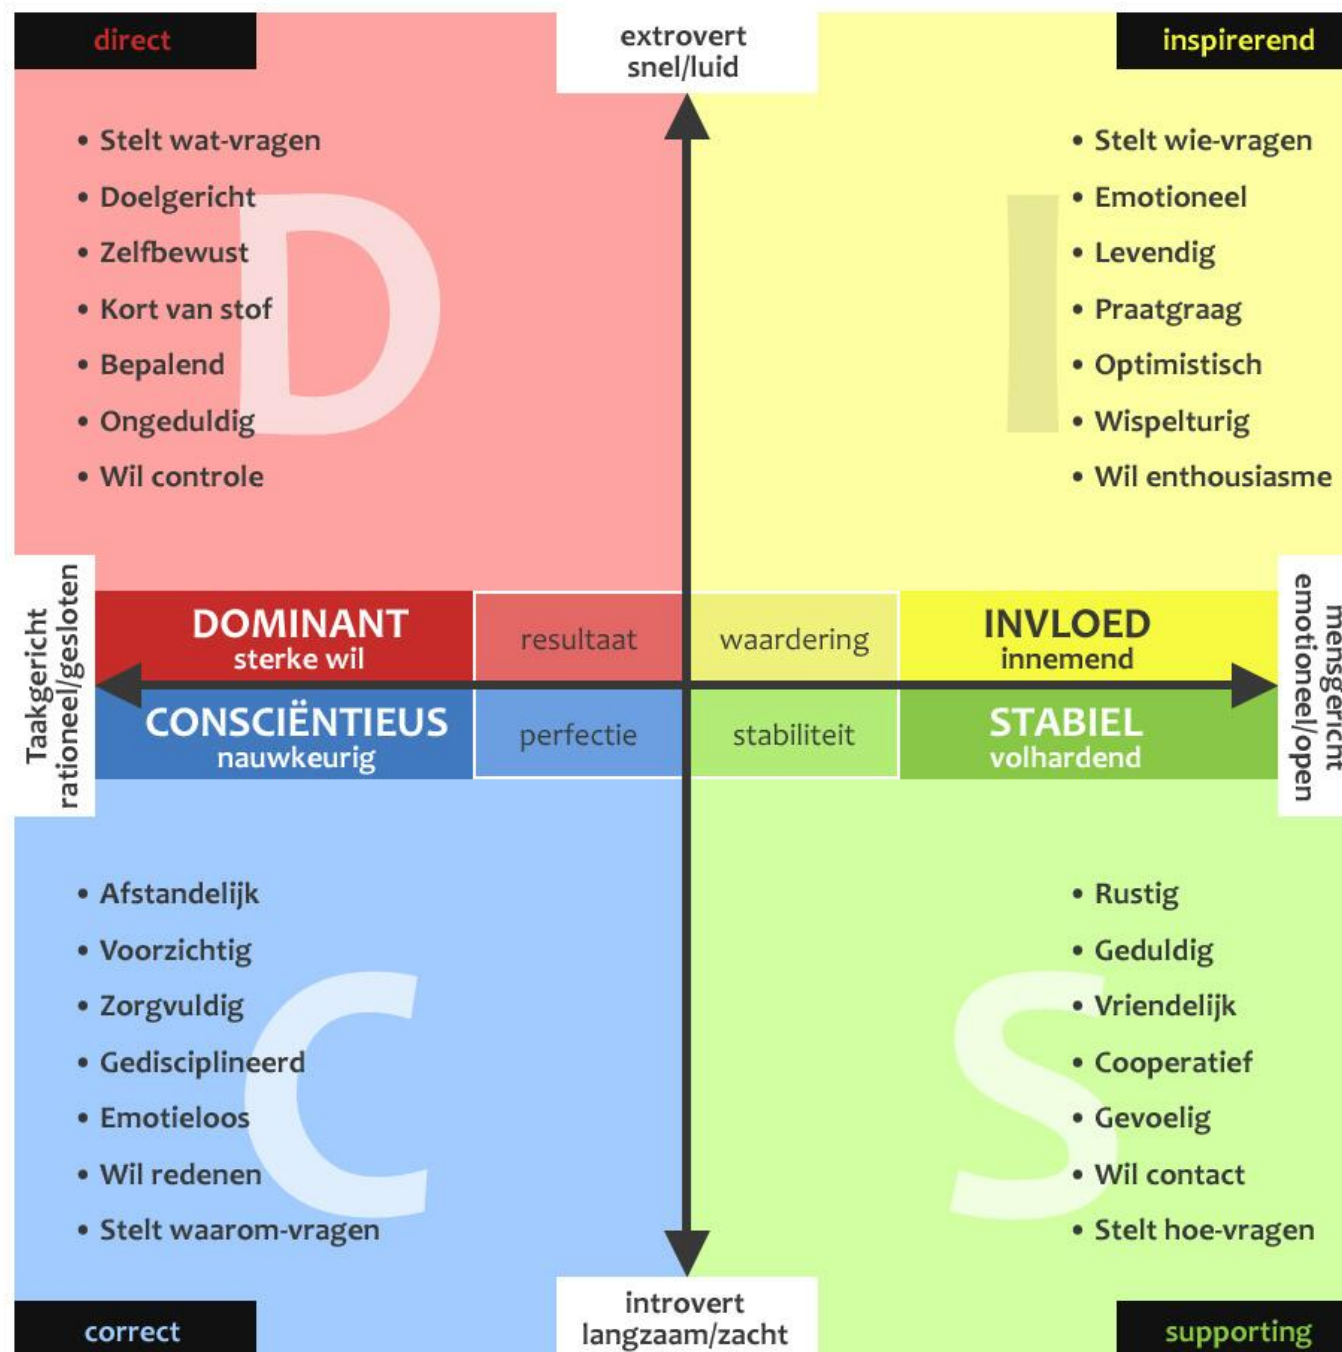 direct
extrovert
snel/luid
inspirerend
• Stelt wat-vragen
• Doelgericht
• Zelfbewust
• Kort van stof
• Bepalend
• Ongeduldig
• Wil controle
D
• Stelt wie-vragen
• Emotioneel
• Levendig
• Praatgraag
• Optimistisch
• Wispelturig
• Wil enthousiasme
I
Taakgericht
rationeel/gesloten
DOMINANT
sterke wil
resultaat
waardering
INVLOED
innemend
mensgericht
emotioneel/open
CONSCIËNTIEUS
nauwkeurig
perfectie
stabiliteit
STABIEL
volhardend
• Afstandelijk
• Voorzichtig
• Zorgvuldig
• Gedisciplineerd
• Emotieloos
• Wil redenen
• Stelt waarom-vragen
C
• Rustig
• Geduldig
• Vriendelijk
• Cooperatief
• Gevoelig
• Wil contact
• Stelt hoe-vragen
S
correct
introvert
langzaam/zacht
supporting